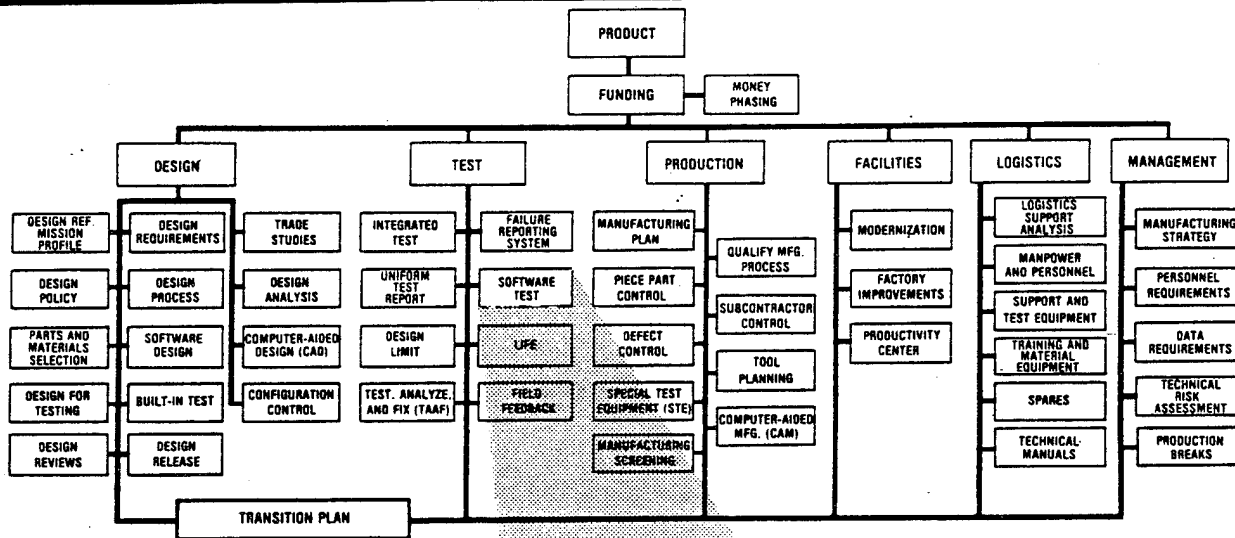 PRODUCT
FUNDING
MONEY
PHASING
DESIGN
TEST
PRODUCTION
FACILITIES
LOGISTICS
MANAGEMENT
DESIGN REF.
MISSION
PROFILE
DESIGN
POLICY
PARTS AND
MATERIALS
SELECTION
DESIGN FOR
TESTING
DESIGN
REVIEWS
DESIGN
REQUIREMENTS
DESIGN
PROCESS
SOFTWARE
DESIGN
BUILT-IN TEST
DESIGN
RELEASE
TRADE
STUDIES
DESIGN
ANALYSIS
COMPUTER-AIDED
DESIGN (CAD)
CONFIGURATION
CONTROL
INTEGRATED
TEST
UNIFORM
TEST
REPORT
DESIGN
LIMIT
TEST. ANALYZE,
AND FIX (TAAF)
FAILURE
REPORTING
SYSTEM
SOFTWARE
TEST
LIFE
FIELD
FEEDBACK
MANUFACTURING
PLAN
PIECE PART
CONTROL
DEFECT
CONTROL
SPECIAL TEST
EQUIPMENT (STE)
MANUFACTURING
SCREENING
QUALIFY MFG.
PROCESS
SUBCONTRACTOR
CONTROL
TOOL
PLANNING
COMPUTER-AIDED
MFG. (CAM)
MODERNIZATION
FACTORY
IMPROVEMENTS
PRODUCTIVITY
CENTER
LOGISTICS
SUPPORT
ANALYSIS
MANPOWER
AND PERSONNEL
SUPPORT AND
TEST EQUIPMENT
TRAINING AND
MATERIAL
EQUIPMENT
SPARES
TECHNICAL
MANUALS
MANUFACTURING
STRATEGY
PERSONNEL
REQUIREMENTS
DATA
REQUIREMENTS
TECHNICAL
RISK
ASSESSMENT
PRODUCTION
BREAKS
TRANSITION PLAN